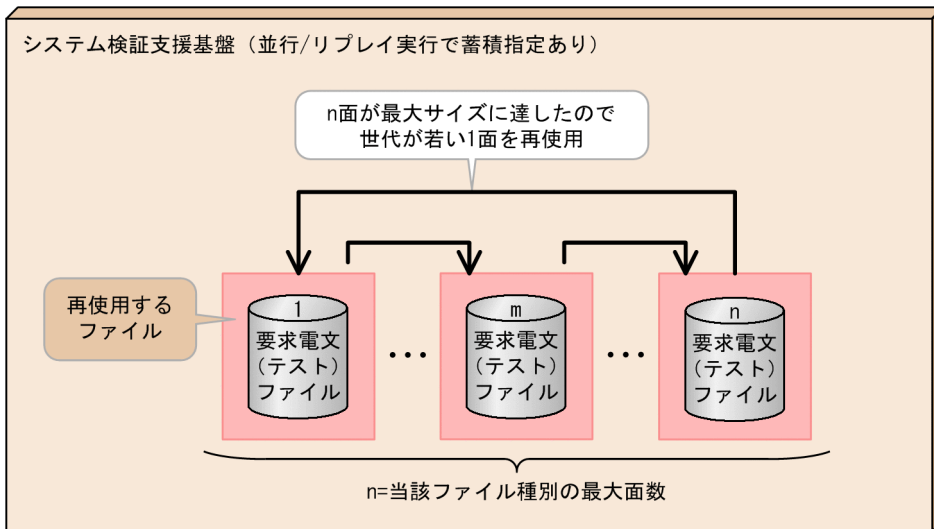 システム検証支援基盤（並行/リプレイ実行で蓄積指定あり）
n面が最大サイズに達したので
世代が若い1面を再使用
再使用する
ファイル
1
要求電文
（テスト）
ファイル
…
m
要求電文
（テスト）
ファイル
…
n
要求電文
（テスト）
ファイル
n=当該ファイル種別の最大面数